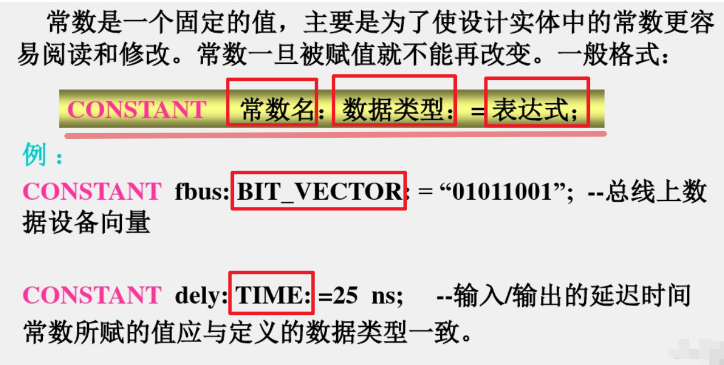 常数是一个固定的值，主要是为了使设计实体中的常数更容
易阅读和修改。常数一旦被赋值就不能再改变。一般格式：
CONSTANT 常数名：数据类型：=表达式；
例：
CONSTANT fbus: BIT_VECTOR: = “01011001”; --总线上数
据设备向量
CONSTANT dely: TIME: =25 ns; --输入/输出的延迟时间
常数所赋的值应与定义的数据类型一致。